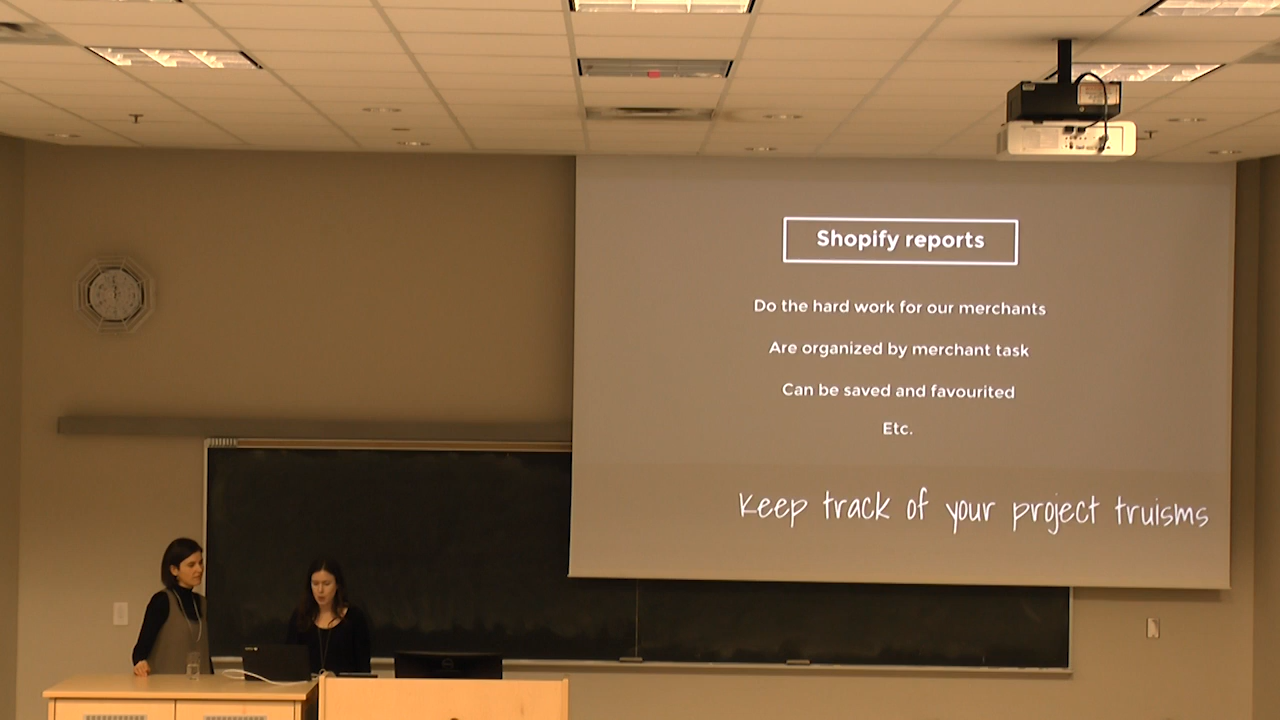 Shopify reports
Do the hard work for our merchants
Are organized by merchant task
Can be saved and favourited
Etc.
Keep track of your project truisms